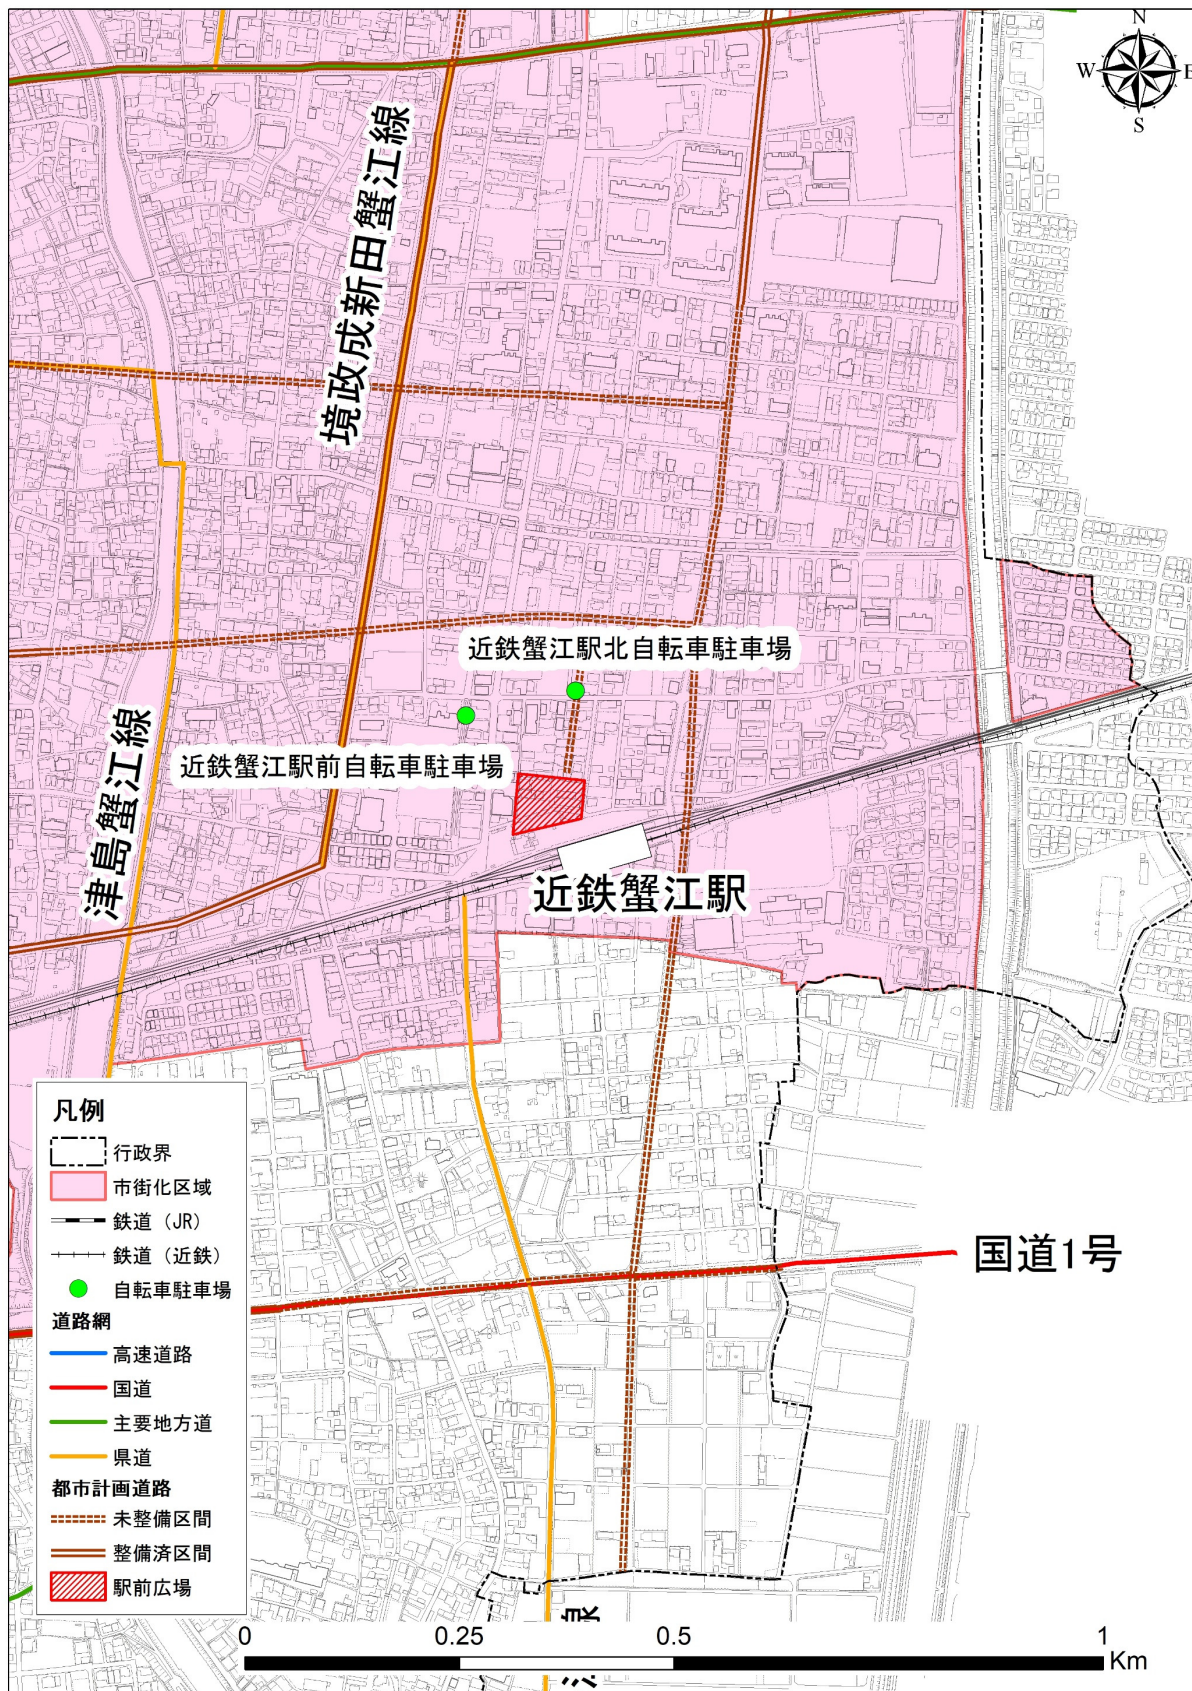 N
W
E
S
境政成新田蟹江線
近鉄蟹江駅北自転車駐車場
近鉄蟹江駅前自転車駐車場
津島蟹江線
近鉄蟹江駅
国道1号
凡例
行政界
市街化区域
鉄道（JR）
鉄道（近鉄）
自転車駐車場
道路網
高速道路
国道
主要地方道
県道
都市計画道路
未整備区間
整備済区間
駅前広場
線
0 0.25 0.5 1
Km